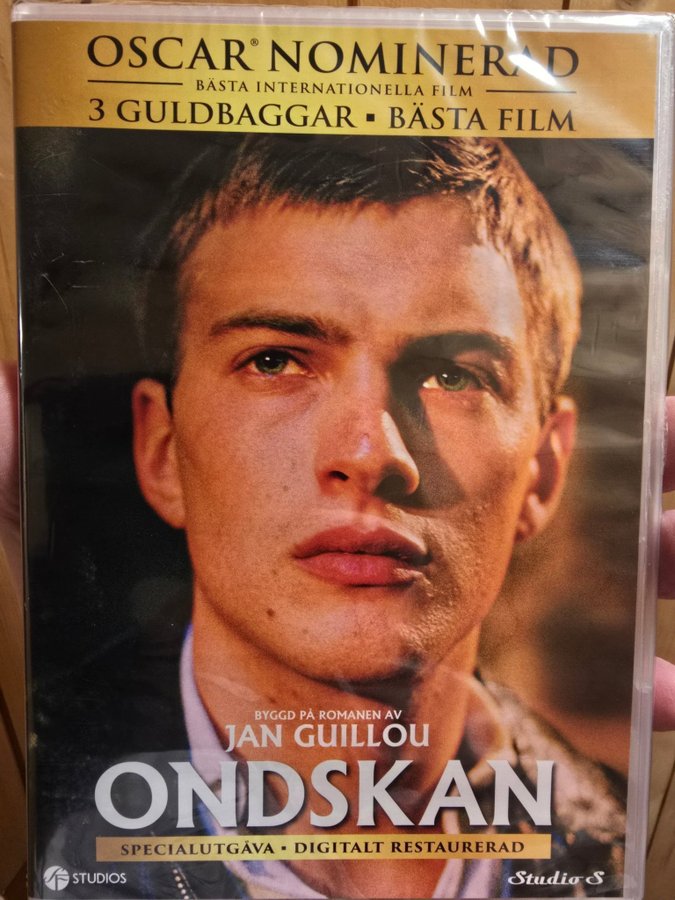 OSCAR® NOMINERAD
BÄSTA INTERNATIONELLA FILM
3 GULDBAGGAR ▪ BÄSTA FILM
BYGGD PÅ ROMANEN AV
JAN GUILLOU
ONDSKAN
SPECIALUTGÅVA ▪ DIGITALT RESTAURERAD
SF STUDIOS
Studio S